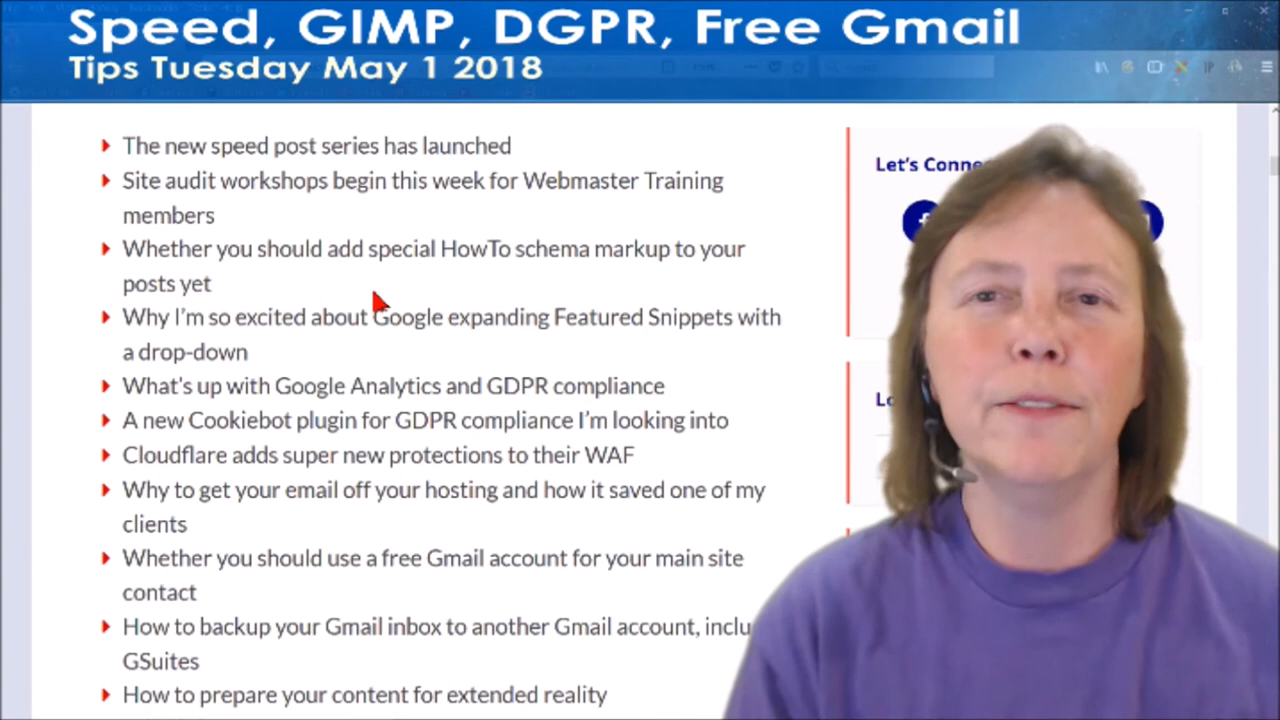 Speed, GIMP, DGPR, Free Gmail
Tips Tuesday May 1 2018
The new speed post series has launched
Let's Conne
Site audit workshops begin this week for Webmaster Training
members
Whether you should add special HowTo schema markup to your
posts yet
Why I'm so excited about Google expanding Featured Snippets with
a drop-down
What's up with Google Analytics and GDPR compliance
Lo
A new Cookiebot plugin for GDPR compliance I'm looking into
Cloudflare adds super new protections to their WAF
Why to get your email off your hosting and how it saved one of my
clients
Whether you should use a free Gmail account for your main site
contact
How to backup your Gmail inbox to another Gmail account, inclu
GSuites
How to prepare your content for extended reality